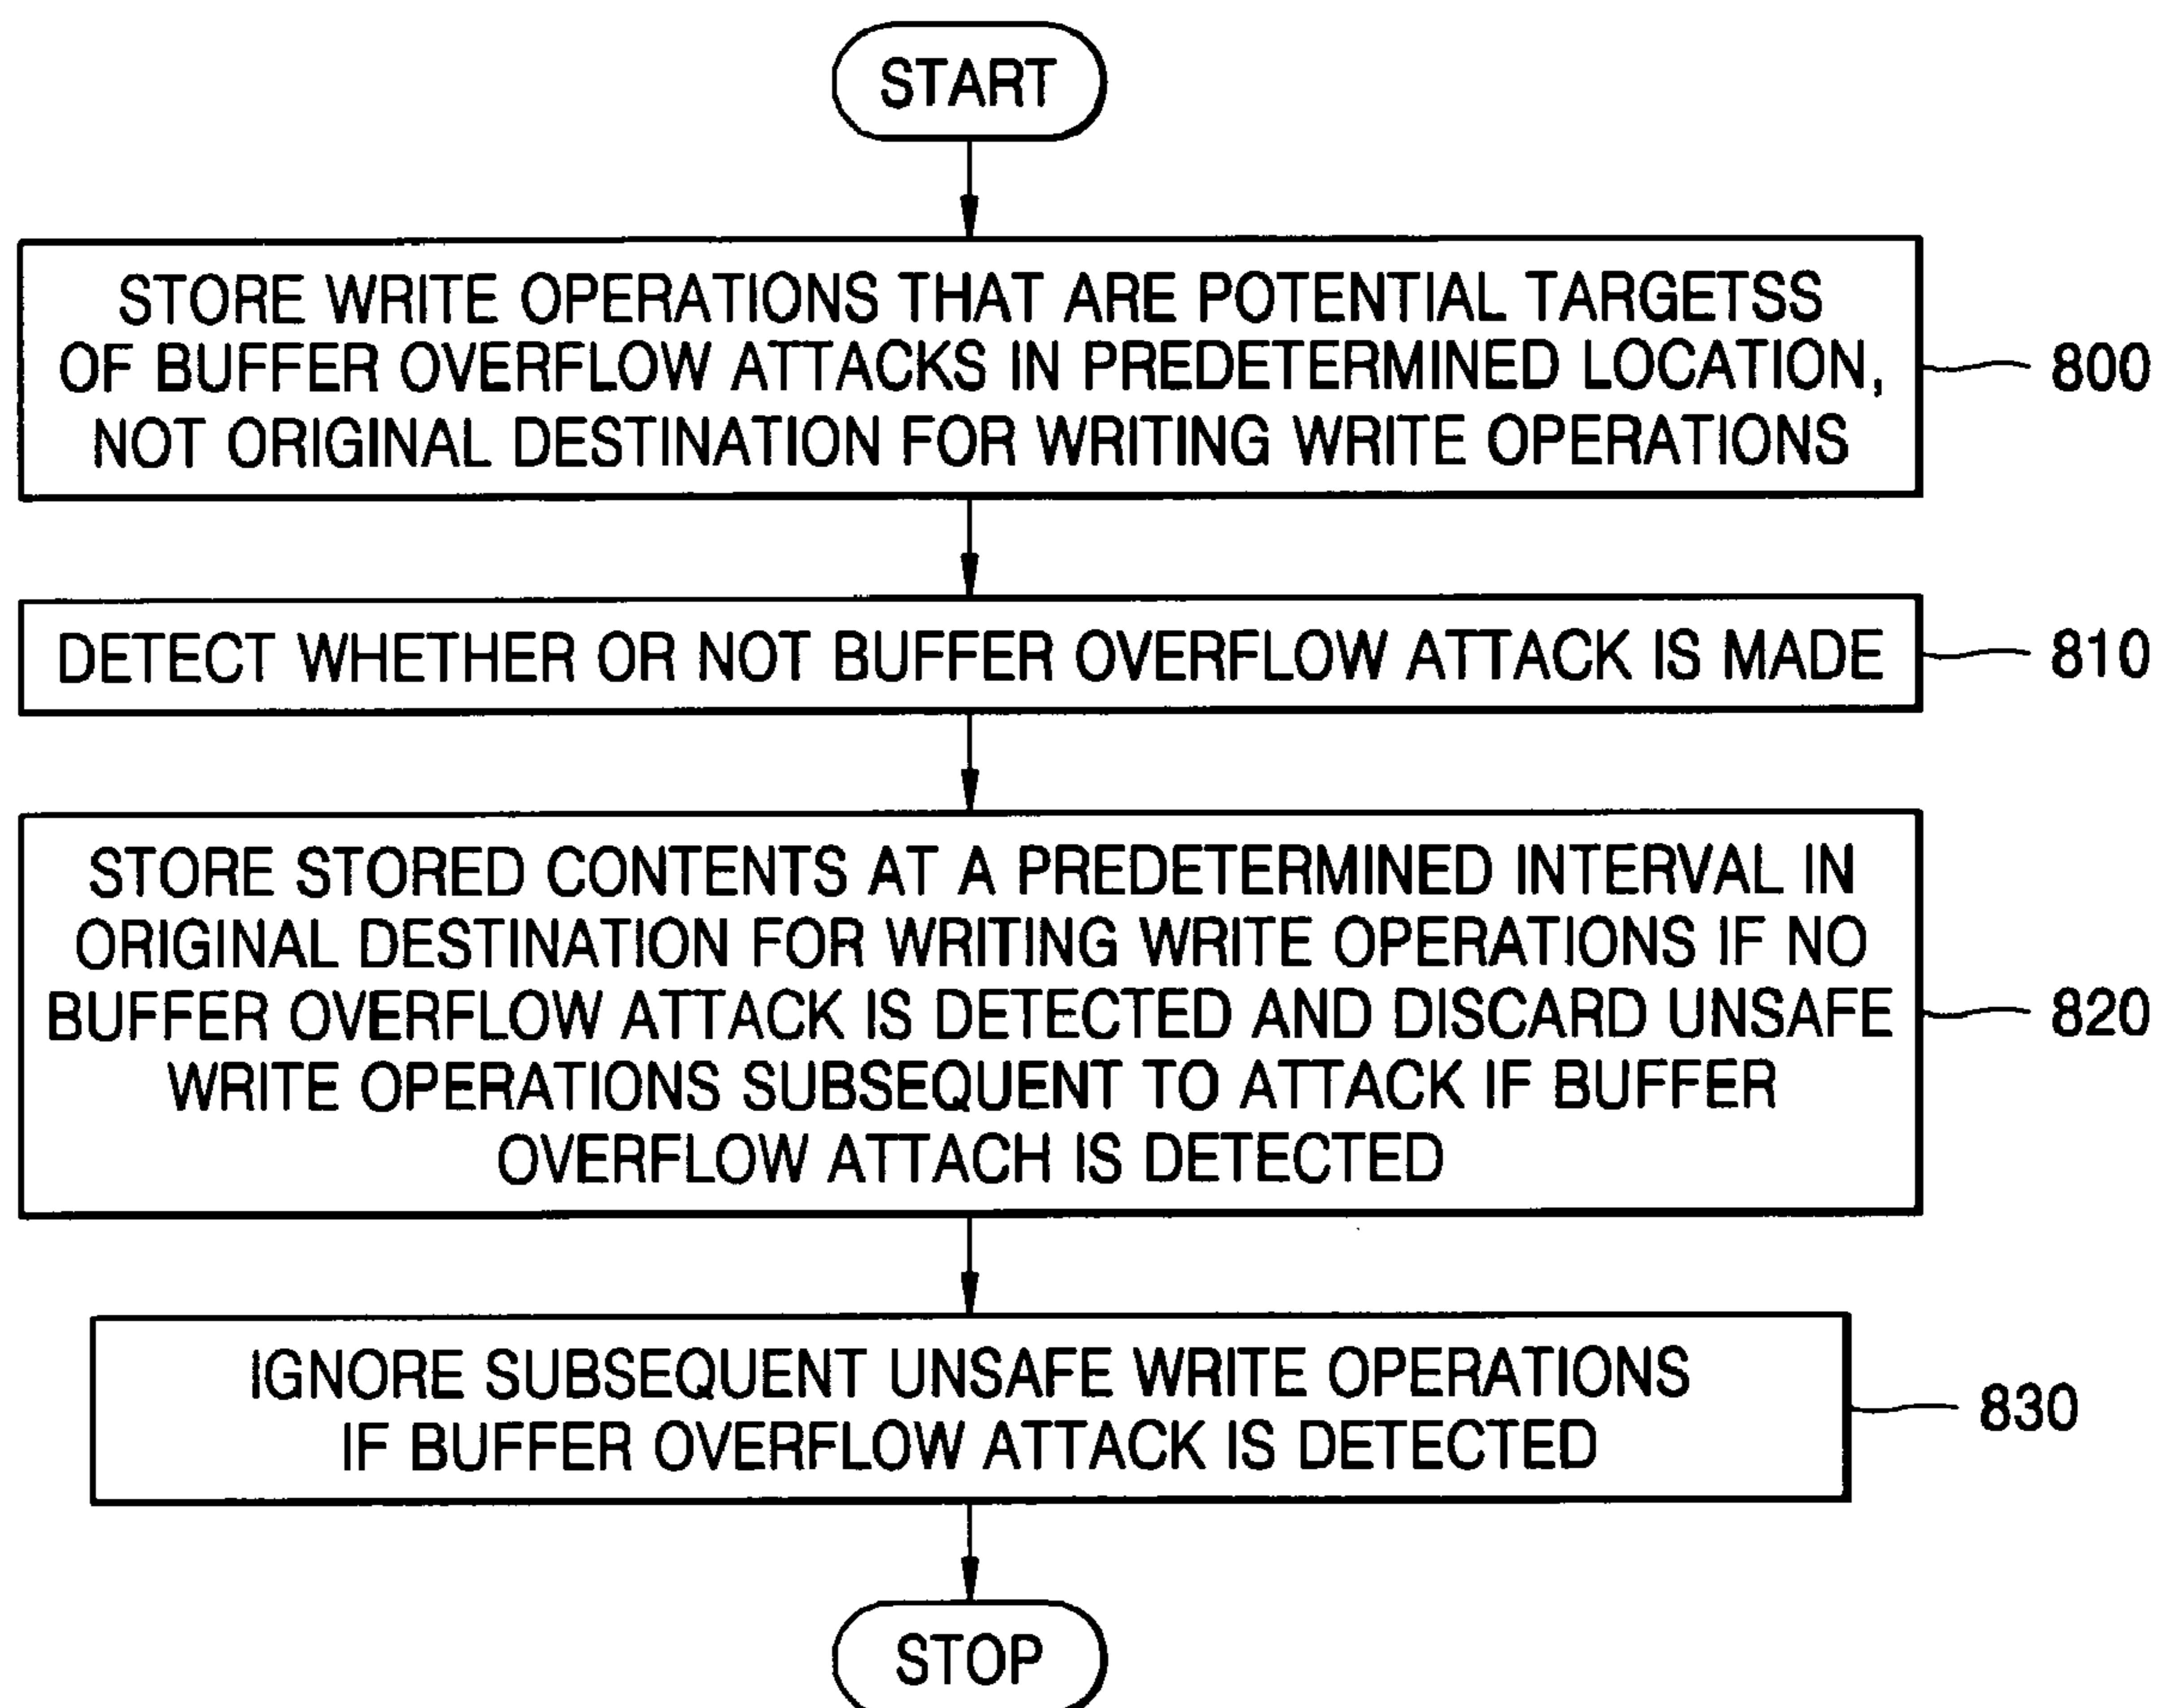 START
STORE WRITE OPERATIONS THAT ARE POTENTIAL TARGETSS
OF BUFFER OVERFLOW ATTACKS IN PREDETERMINED LOCATION,
NOT ORIGINAL DESTINATION FOR WRITING WRITE OPERATIONS
800
DETECT WHETHER OR NOT BUFFER OVERFLOW ATTACK IS MADE
810
STORE STORED CONTENTS AT A PREDETERMINED INTERVAL IN
ORIGINAL DESTINATION FOR WRITING WRITE OPERATIONS IF NO
BUFFER OVERFLOW ATTACK IS DETECTED AND DISCARD UNSAFE
WRITE OPERATIONS SUBSEQUENT TO ATTACK IF BUFFER
OVERFLOW ATTACH IS DETECTED
820
IGNORE SUBSEQUENT UNSAFE WRITE OPERATIONS
IF BUFFER OVERFLOW ATTACK IS DETECTED
830
STOP